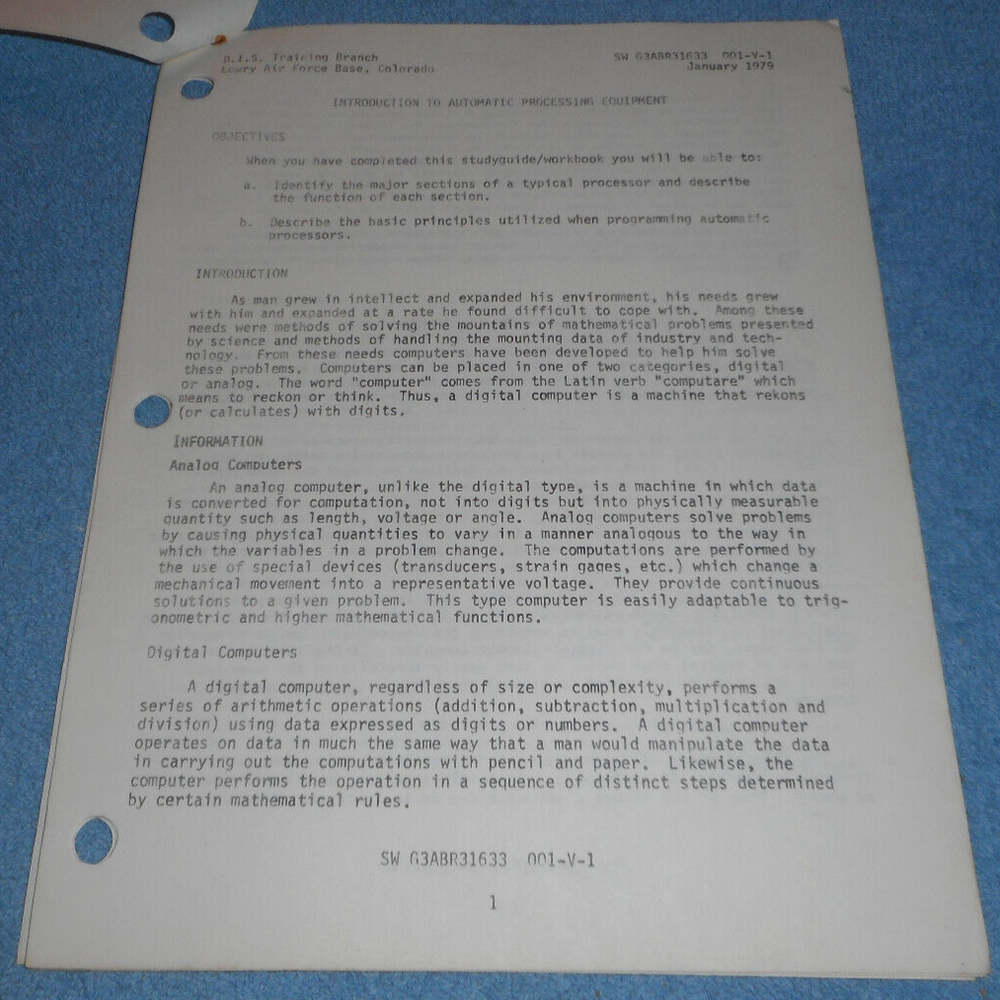 D.I.S. Training Branch
Lowry Air Force Base, Colorado
SW G3ABR31633 001-V-1
January 1979
INTRODUCTION TO AUTOMATIC PROCESSING EQUIPMENT
OBJECTIVES
When you have completed this studyguide/workbook you will be able to:
a. Identify the major sections of a typical processor and describe
the function of each section.
b. Describe the basic principles utilized when programming automatic
processors.
INTRODUCTION
As man grew in intellect and expanded his environment, his needs grew
with him and expanded at a rate he found difficult to cope with. Among these
needs were methods of solving the mountains of mathematical problems presented
by science and methods of handling the mounting data of industry and tech-
nology. From these needs computers have been developed to help him solve
these problems. Computers can be placed in one of two categories, digital
or analog. The word "computer" comes from the Latin verb "computare" which
means to reckon or think. Thus, a digital computer is a machine that rekons
(or calculates) with digits.
INFORMATION
Analog Computers
An analog computer, unlike the digital type, is a machine in which data
is converted for computation, not into digits but into physically measurable
quantity such as length, voltage or angle. Analog computers solve problems
by causing physical quantities to vary in a manner analogous to the way in
which the variables in a problem change. The computations are performed by
the use of special devices (transducers, strain gages, etc.) which change a
mechanical movement into a representative voltage. They provide continuous
solutions to a given problem. This type computer is easily adaptable to trig-
onometric and higher mathematical functions.
Digital Computers
A digital computer, regardless of size or complexity, performs a
series of arithmetic operations (addition, subtraction, multiplication and
division) using data expressed as digits or numbers. A digital computer
operates on data in much the same way that a man would manipulate the data
in carrying out the computations with pencil and paper. Likewise, the
computer performs the operation in a sequence of distinct steps determined
by certain mathematical rules.
SW G3ABR31633 001-V-1
1